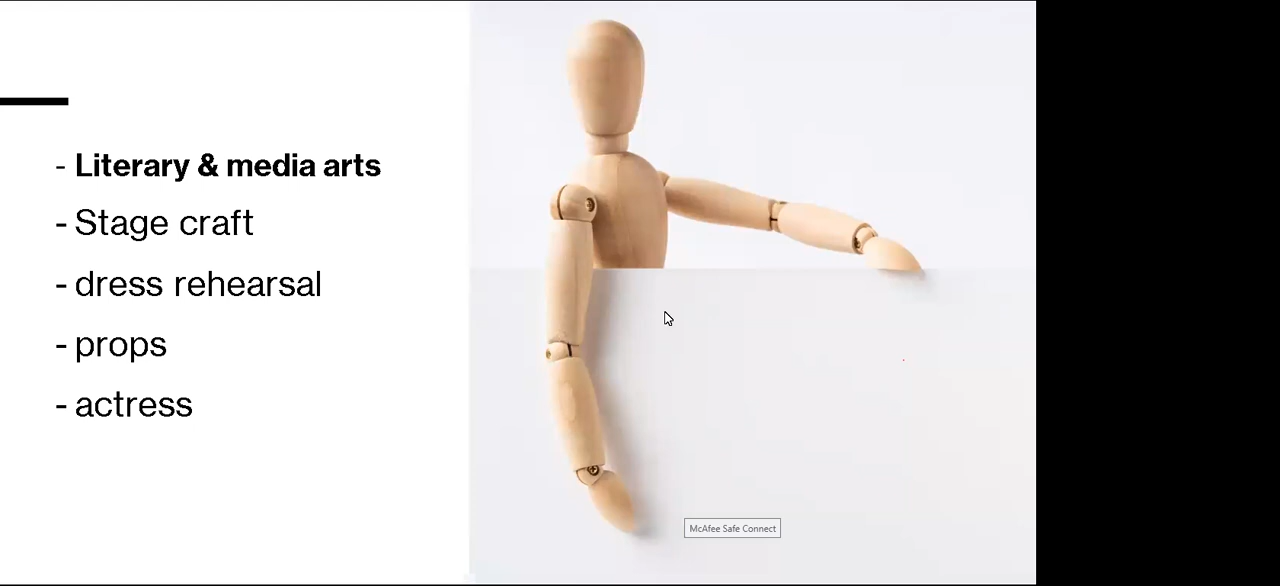 - Literary & media arts
- Stage craft
- dress rehearsal
- props
- actress
McAfee Safe Connect